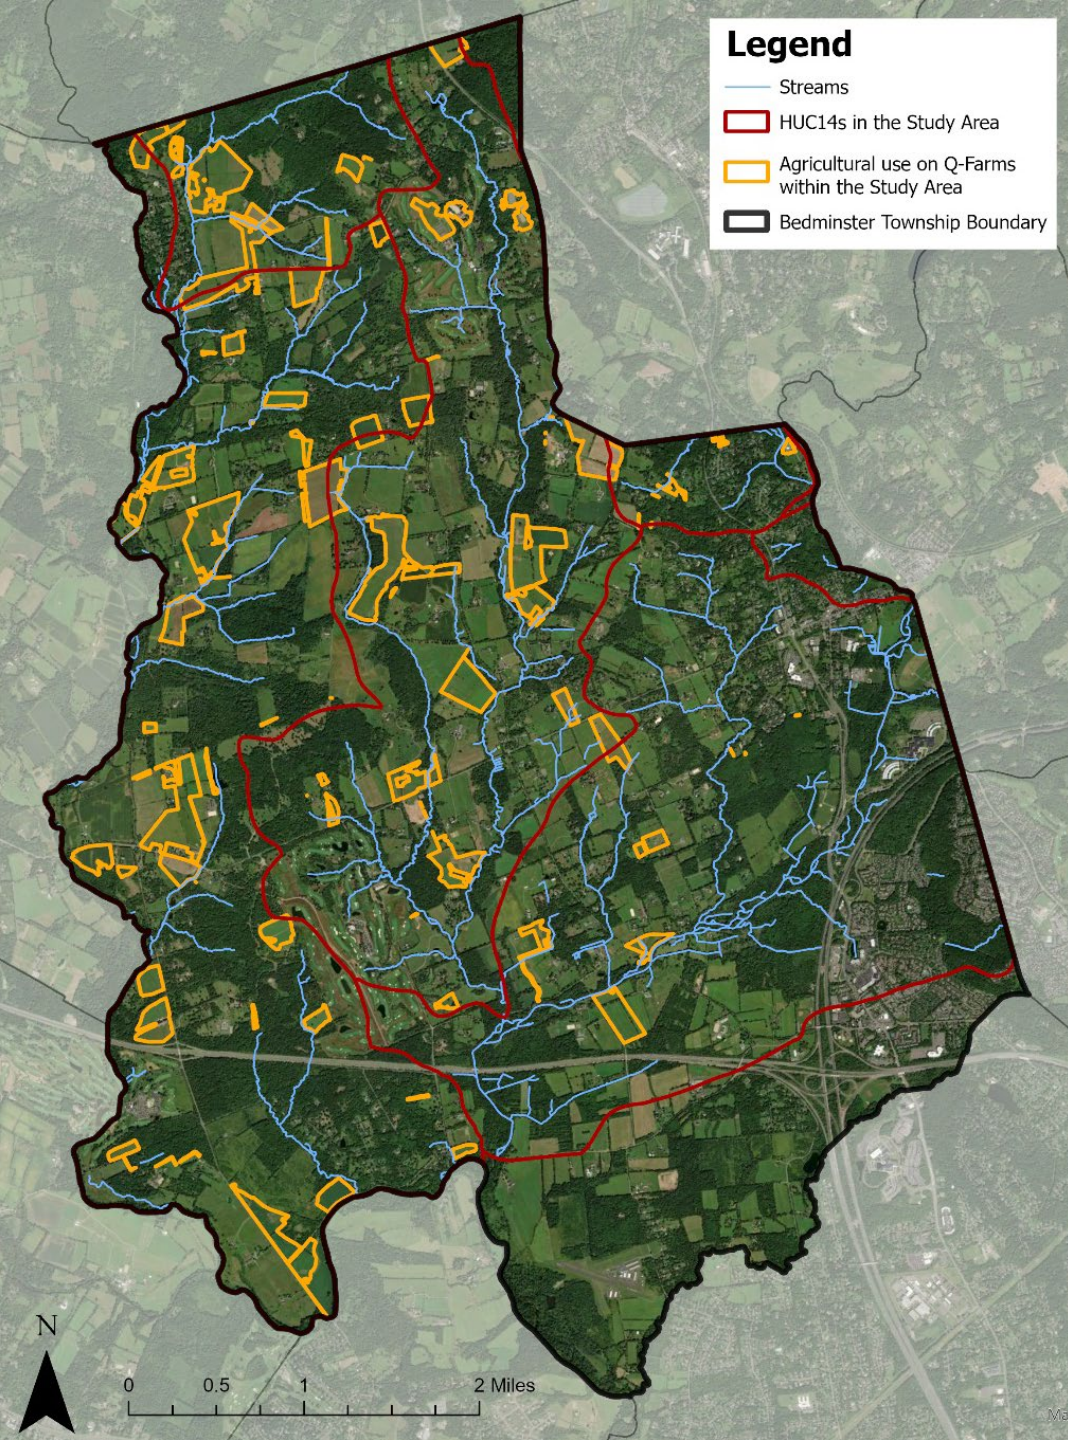 Legend
Streams
HUC14s in the Study Area
Agricultural use on Q-Farms
within the Study Area
Bedminster Township Boundary
N
0 0.5 1 2 Miles
Ma